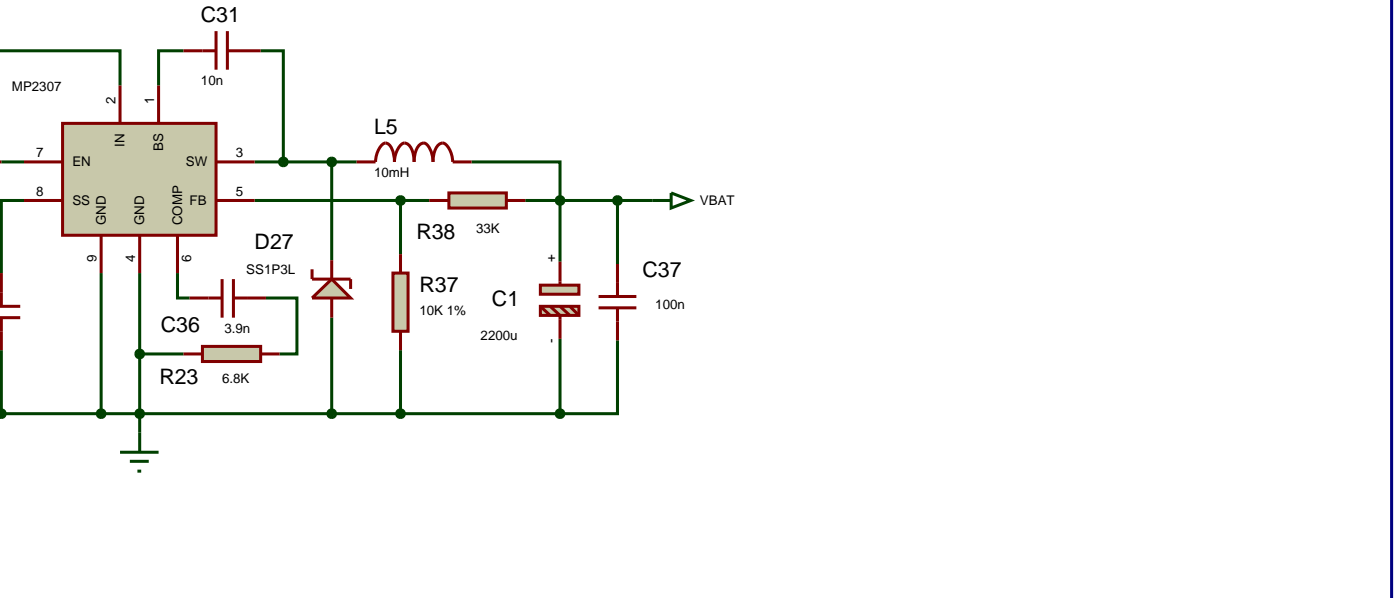 C31
10n
MP2307
2
1
IN
BS
L5
10mH
7
EN
SW
3
8
SS
GND
GND
COMP
FB
5
VBAT
R38
33K
9
4
6
D27
SS1P3L
+
C37
R37
10K 1%
C1
100n
C36
3.9n
2200u
-
R23
6.8K